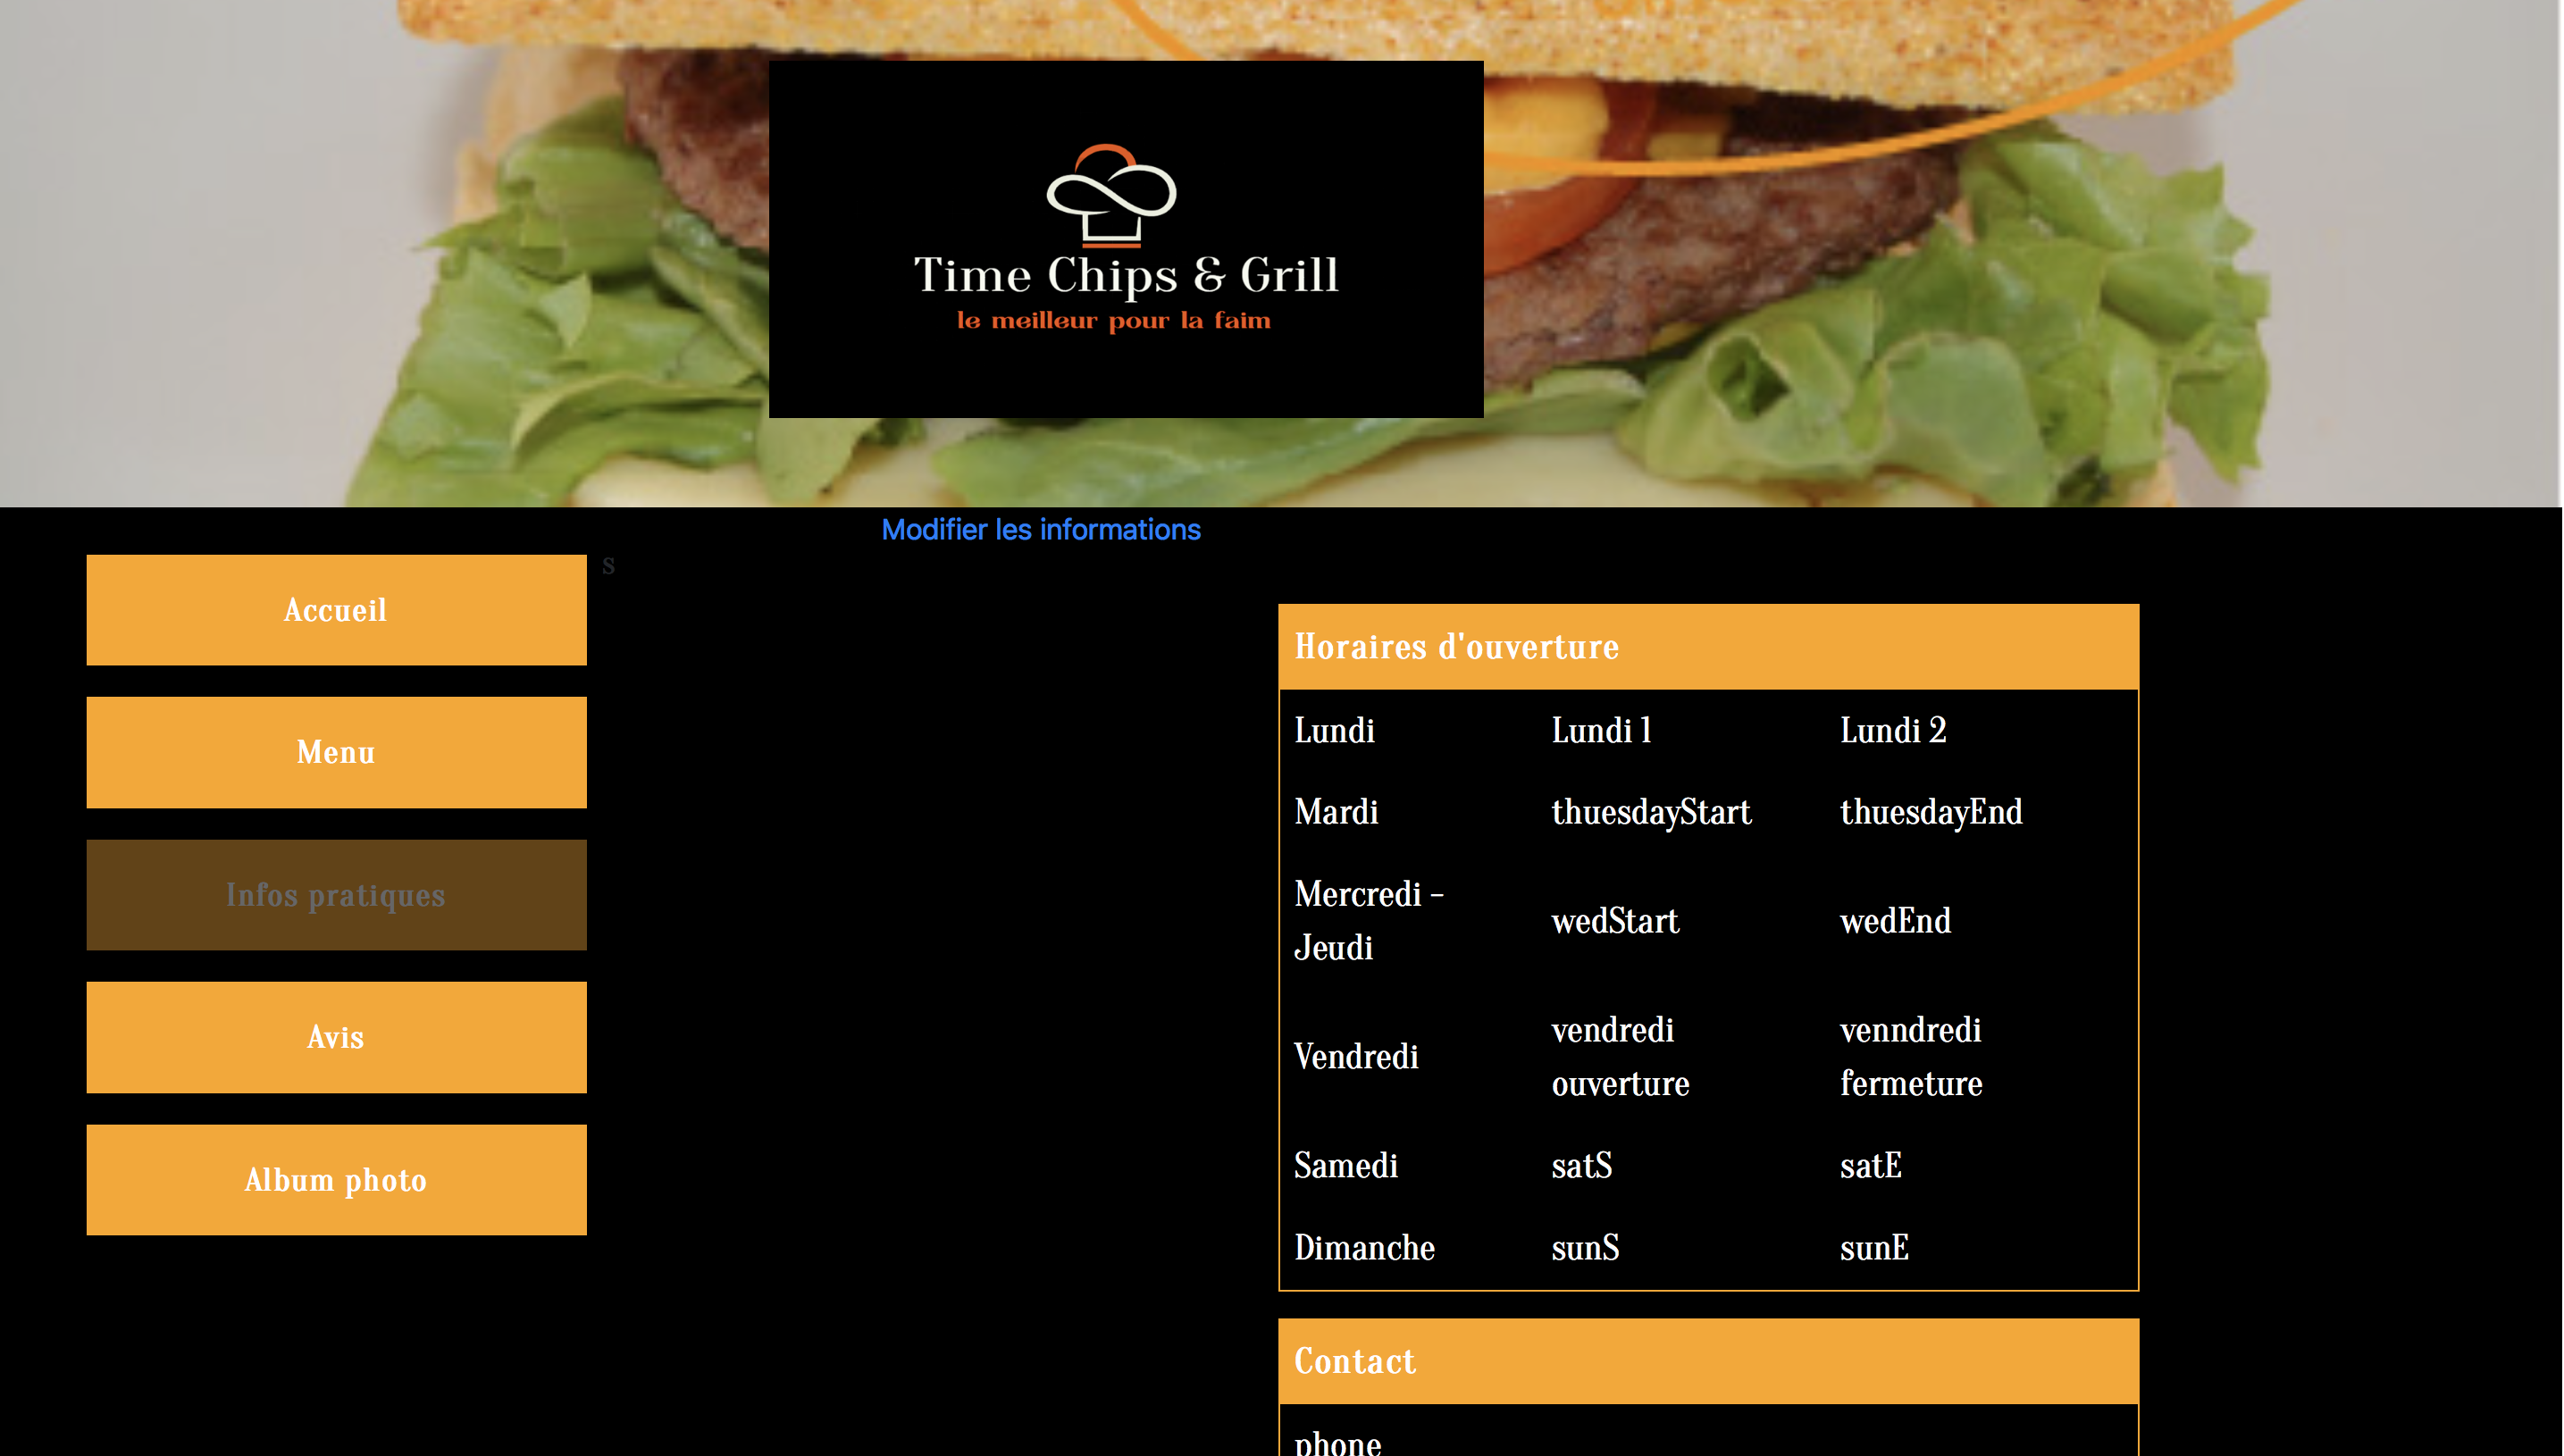 Time Chips & Grill
le meilleur pour la faim
Modifier les informations
s
Accueil
Menu
Infos pratiques
Avis
Album photo
Horaires d'ouverture
Lundi Lundi 1 Lundi 2
Mardi thuesdayStart thuesdayEnd
Mercredi -
Jeudi
wedStart wedEnd
Vendredi
vendredi
ouverture
venndredi
fermeture
Samedi satS satE
Dimanche sunS sunE
Contact
phone